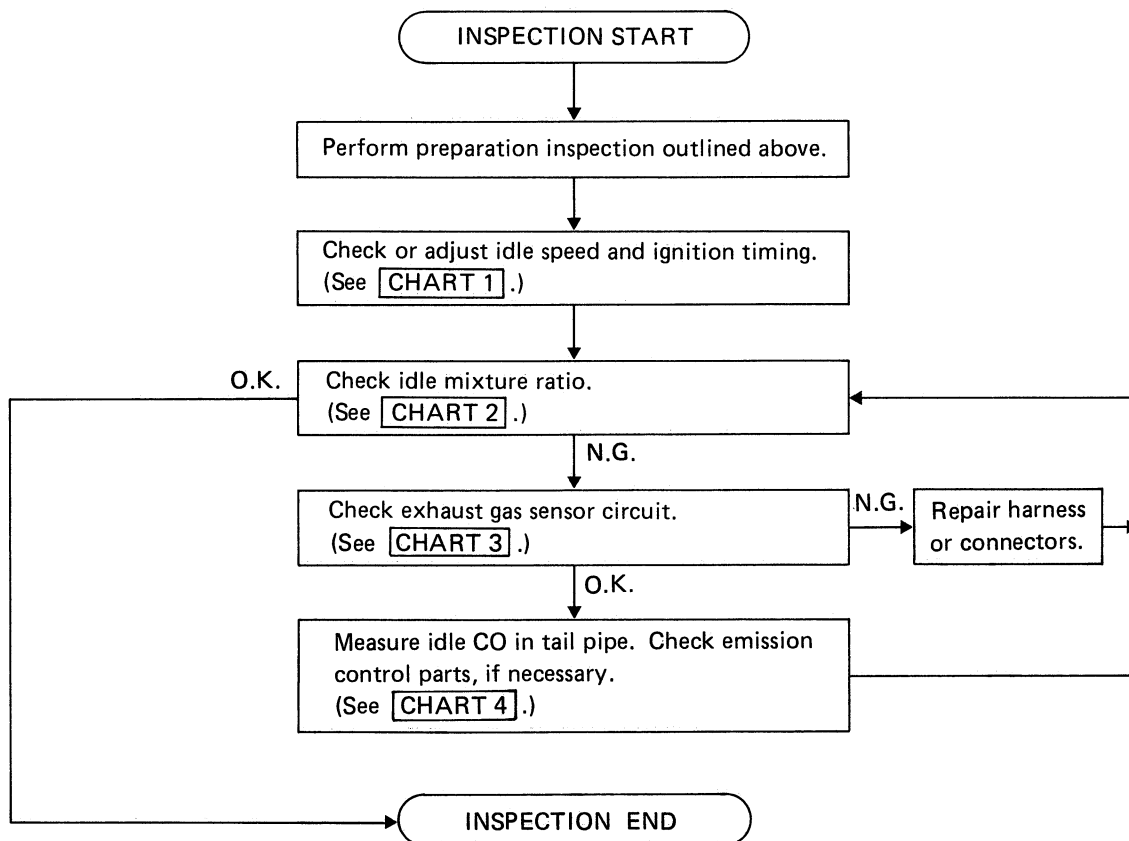 INSPECTION START
Perform preparation inspection outlined above.
Check or adjust idle speed and ignition timing.
(See CHART 1 .)
O.K.
Check idle mixture ratio.
(See CHART 2 .)
N.G.
Check exhaust gas sensor circuit.
(See CHART 3 .)
N.G.
Repair harness
or connectors.
O.K.
Measure idle CO in tail pipe. Check emission
control parts, if necessary.
(See CHART 4 .)
INSPECTION END